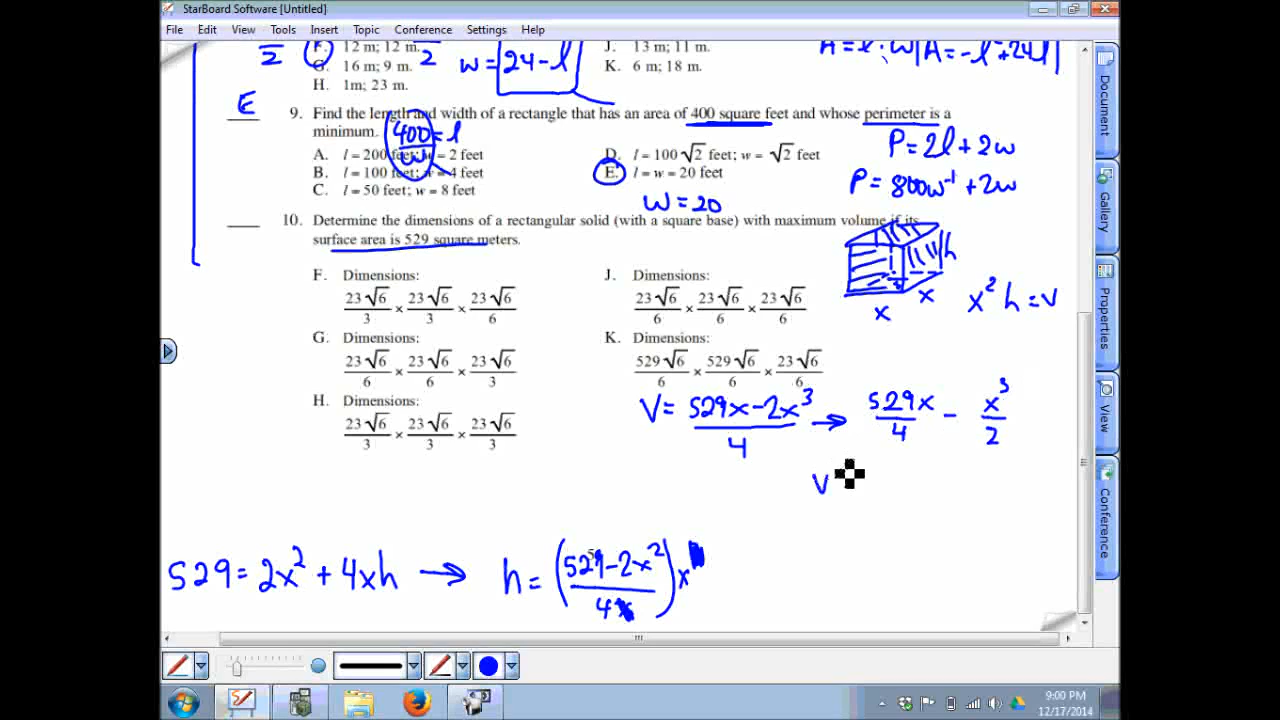 StarBoard Software [Untitled]
File Edit View Tools Insert Topic Conference Settings Help
F. 12 m; 12 m. J. 13 m; 11 m.
G. 16 m; 9 m. K. 6 m; 18 m.
H. 1m; 23 m.
2
2
w = 24 - l
A = l · w A = -l² + 24l
E
9. Find the length and width of a rectangle that has an area of 400 square feet and whose perimeter is a
minimum.
400/w = l
A. l = 200 feet; w = 2 feet D. l = 100√2 feet; w = √2 feet
B. l = 100 feet; w = 4 feet E. l = w = 20 feet
C. l = 50 feet; w = 8 feet
w = 20
P = 2l + 2w
P = 800w⁻¹ + 2w
10. Determine the dimensions of a rectangular solid (with a square base) with maximum volume if its
surface area is 529 square meters.
h
x
x
x² h = V
F. Dimensions: J. Dimensions:
23√6/3 × 23√6/3 × 23√6/6 23√6/6 × 23√6/6 × 23√6/6
G. Dimensions: K. Dimensions:
23√6/6 × 23√6/6 × 23√6/3 529√6/6 × 529√6/6 × 23√6/6
H. Dimensions:
23√6/3 × 23√6/3 × 23√6/3
V = 529x - 2x³/4 → 529x/4 - x³/2
V
529 = 2x² + 4xh → h = (529 - 2x²/4) x
Document
Gallery
Properties
View
Conference
9:00 PM
12/17/2014